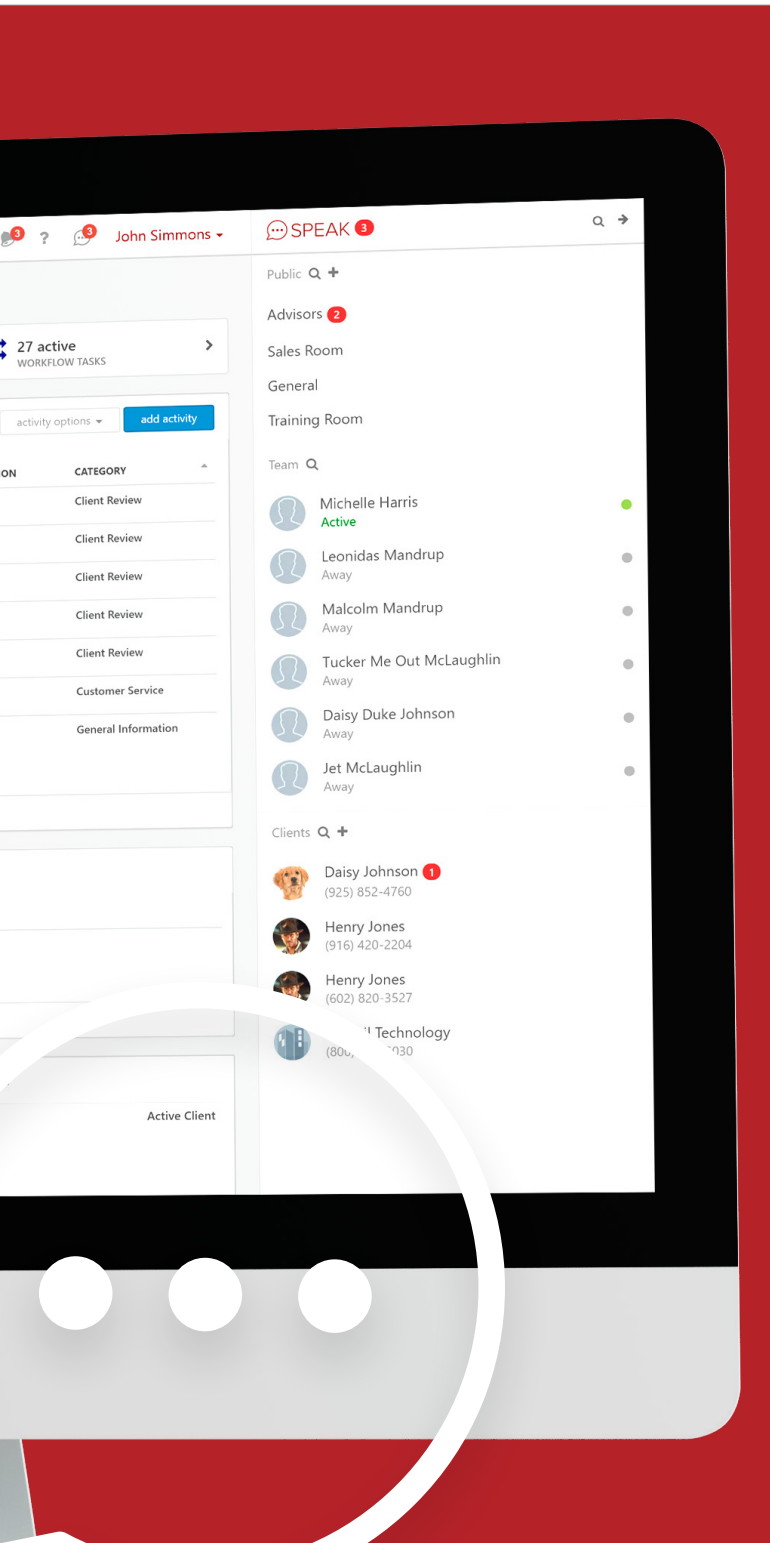 3
?
3
John Simmons
SPEAK 3
Public
27 active
WORKFLOW TASKS
activity options
add activity
ON
CATEGORY
Client Review
Client Review
Client Review
Client Review
Client Review
Customer Service
General Information
Active Client
Advisors 2
Sales Room
General
Training Room
Team
Michelle Harris
Active
Leonidas Mandrup
Away
Malcolm Mandrup
Away
Tucker Me Out McLaughlin
Away
Daisy Duke Johnson
Away
Jet McLaughlin
Away
Clients
Daisy Johnson 1
(925) 852-4760
Henry Jones
(916) 420-2204
Henry Jones
(602) 820-3527
Technology
(800) 030